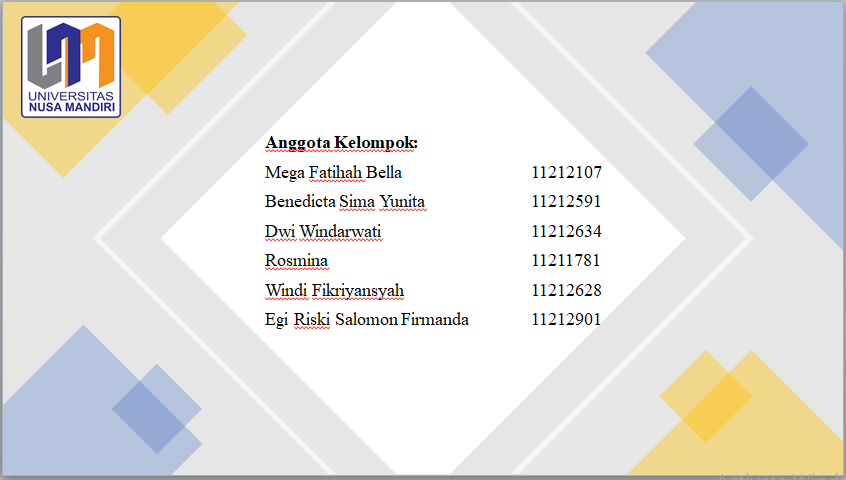 UNIVERSITAS
NUSA MANDIRI
Anggota Kelompok:
Mega Fatihah Bella 11212107
Benedicta Sima Yunita 11212591
Dwi Windarwati 11212634
Rosmina 11211781
Windi Fikriyansyah 11212628
Egi Riski Salomon Firmanda 11212901